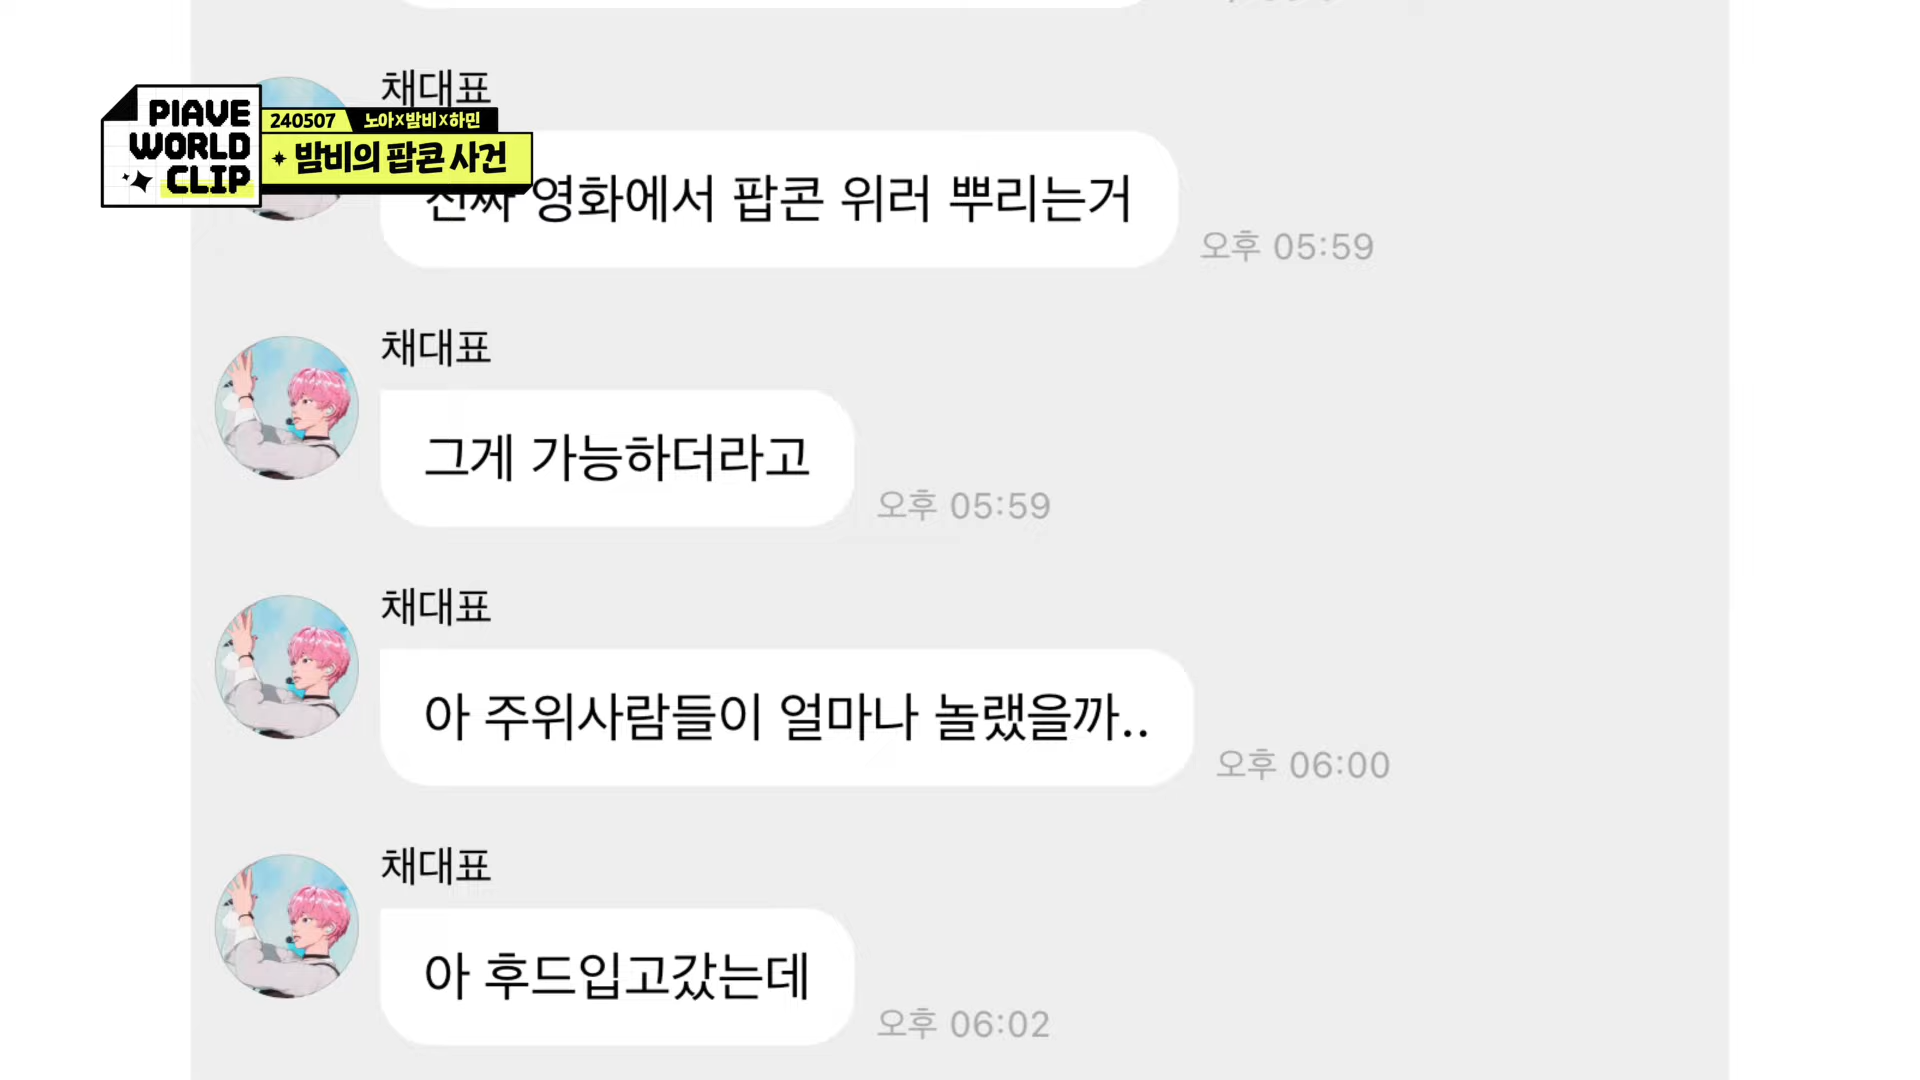 채대표
PLAVE
WORLD
CLIP
240507 노아X밤비X하민
밤비의 팝콘 사건
진짜 영화에서 팝콘 위러 뿌리는거
오후 05:59
채대표
그게 가능하더라고
오후 05:59
채대표
아 주위사람들이 얼마나 놀랬을까..
오후 06:00
채대표
아 후드입고갔는데
오후 06:02